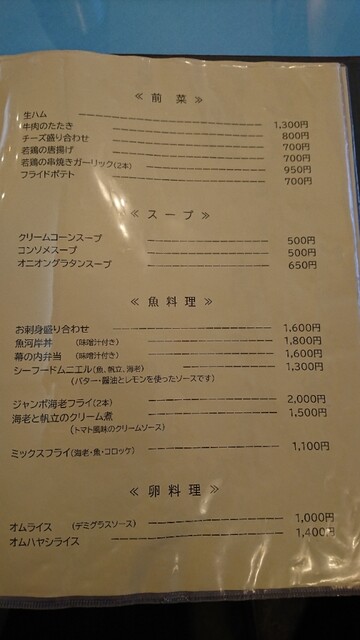 ≪ 前 菜 ≫
生ハム 1,300円
牛肉のたたき 800円
チーズ盛り合わせ 700円
若鶏の唐揚げ 700円
若鶏の串焼きガーリック(2本) 950円
フライドポテト 700円
≪ スープ ≫
クリームコーンスープ 500円
コンソメスープ 500円
オニオングラタンスープ 650円
≪ 魚料理 ≫
お刺身盛り合わせ 1,600円
魚河岸丼 (味噌汁付き) 1,800円
幕の内弁当 (味噌汁付き) 1,600円
シーフードムニエル(魚, 帆立, 海老) 1,300円
(バター・醤油とレモンを使ったソースです)
ジャンボ海老フライ(2本) 2,000円
海老と帆立のクリーム煮 1,500円
(トマト風味のクリームソース)
ミックスフライ(海老・魚・コロッケ) 1,100円
≪ 卵料理 ≫
オムライス (デミグラスソース) 1,000円
オムハヤシライス 1,400円